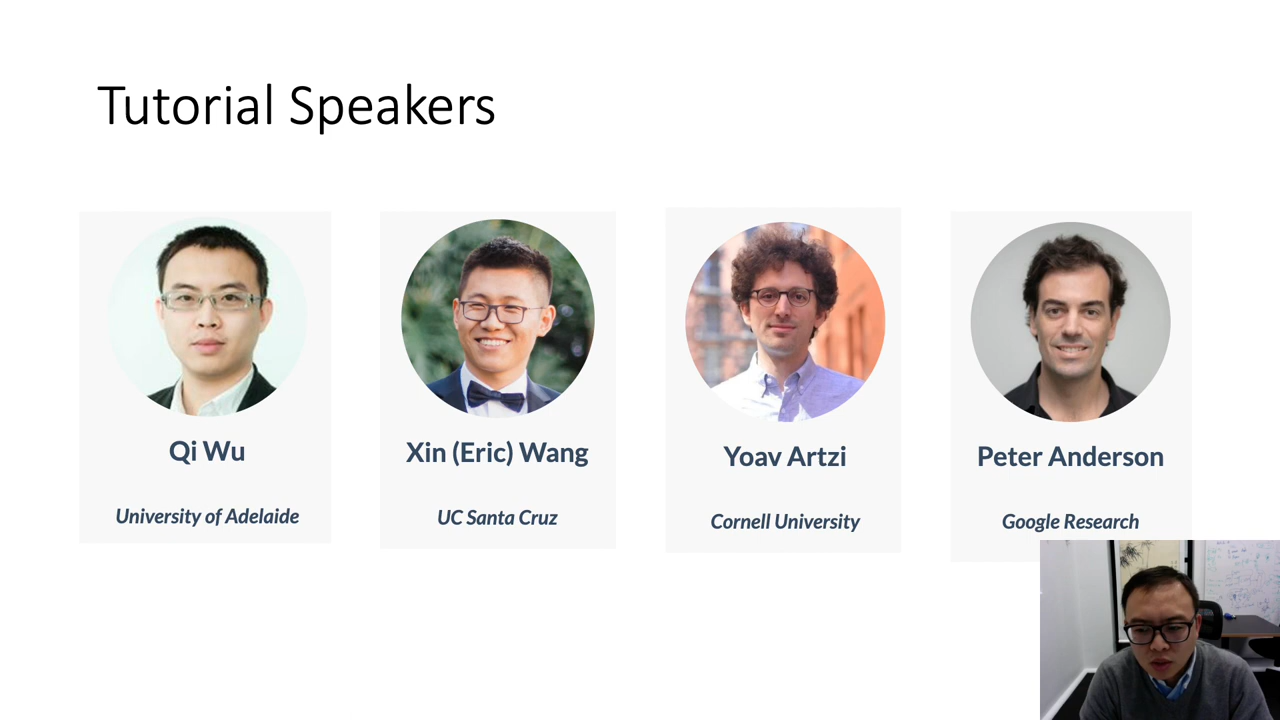 Tutorial Speakers
Qi Wu
University of Adelaide
Xin (Eric) Wang
UC Santa Cruz
Yoav Artzi
Cornell University
Peter Anderson
Google Research